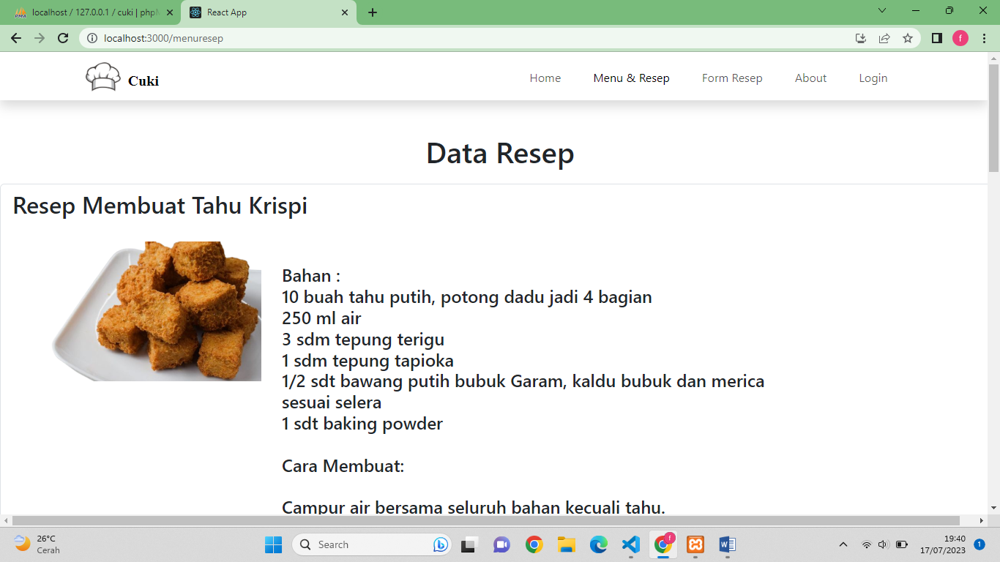 localhost / 127.0.0.1 / cuki | phpM
React App
localhost:3000/menuresep
f
Cuki
Home
Menu & Resep
Form Resep
About
Login
Data Resep
Resep Membuat Tahu Krispi
Bahan :
10 buah tahu putih, potong dadu jadi 4 bagian
250 ml air
3 sdm tepung terigu
1 sdm tepung tapioka
1/2 sdt bawang putih bubuk Garam, kaldu bubuk dan merica
sesuai selera
1 sdt baking powder
Cara Membuat:
Campur air bersama seluruh bahan kecuali tahu.
26°C
Cerah
Search
19:40
17/07/2023
1